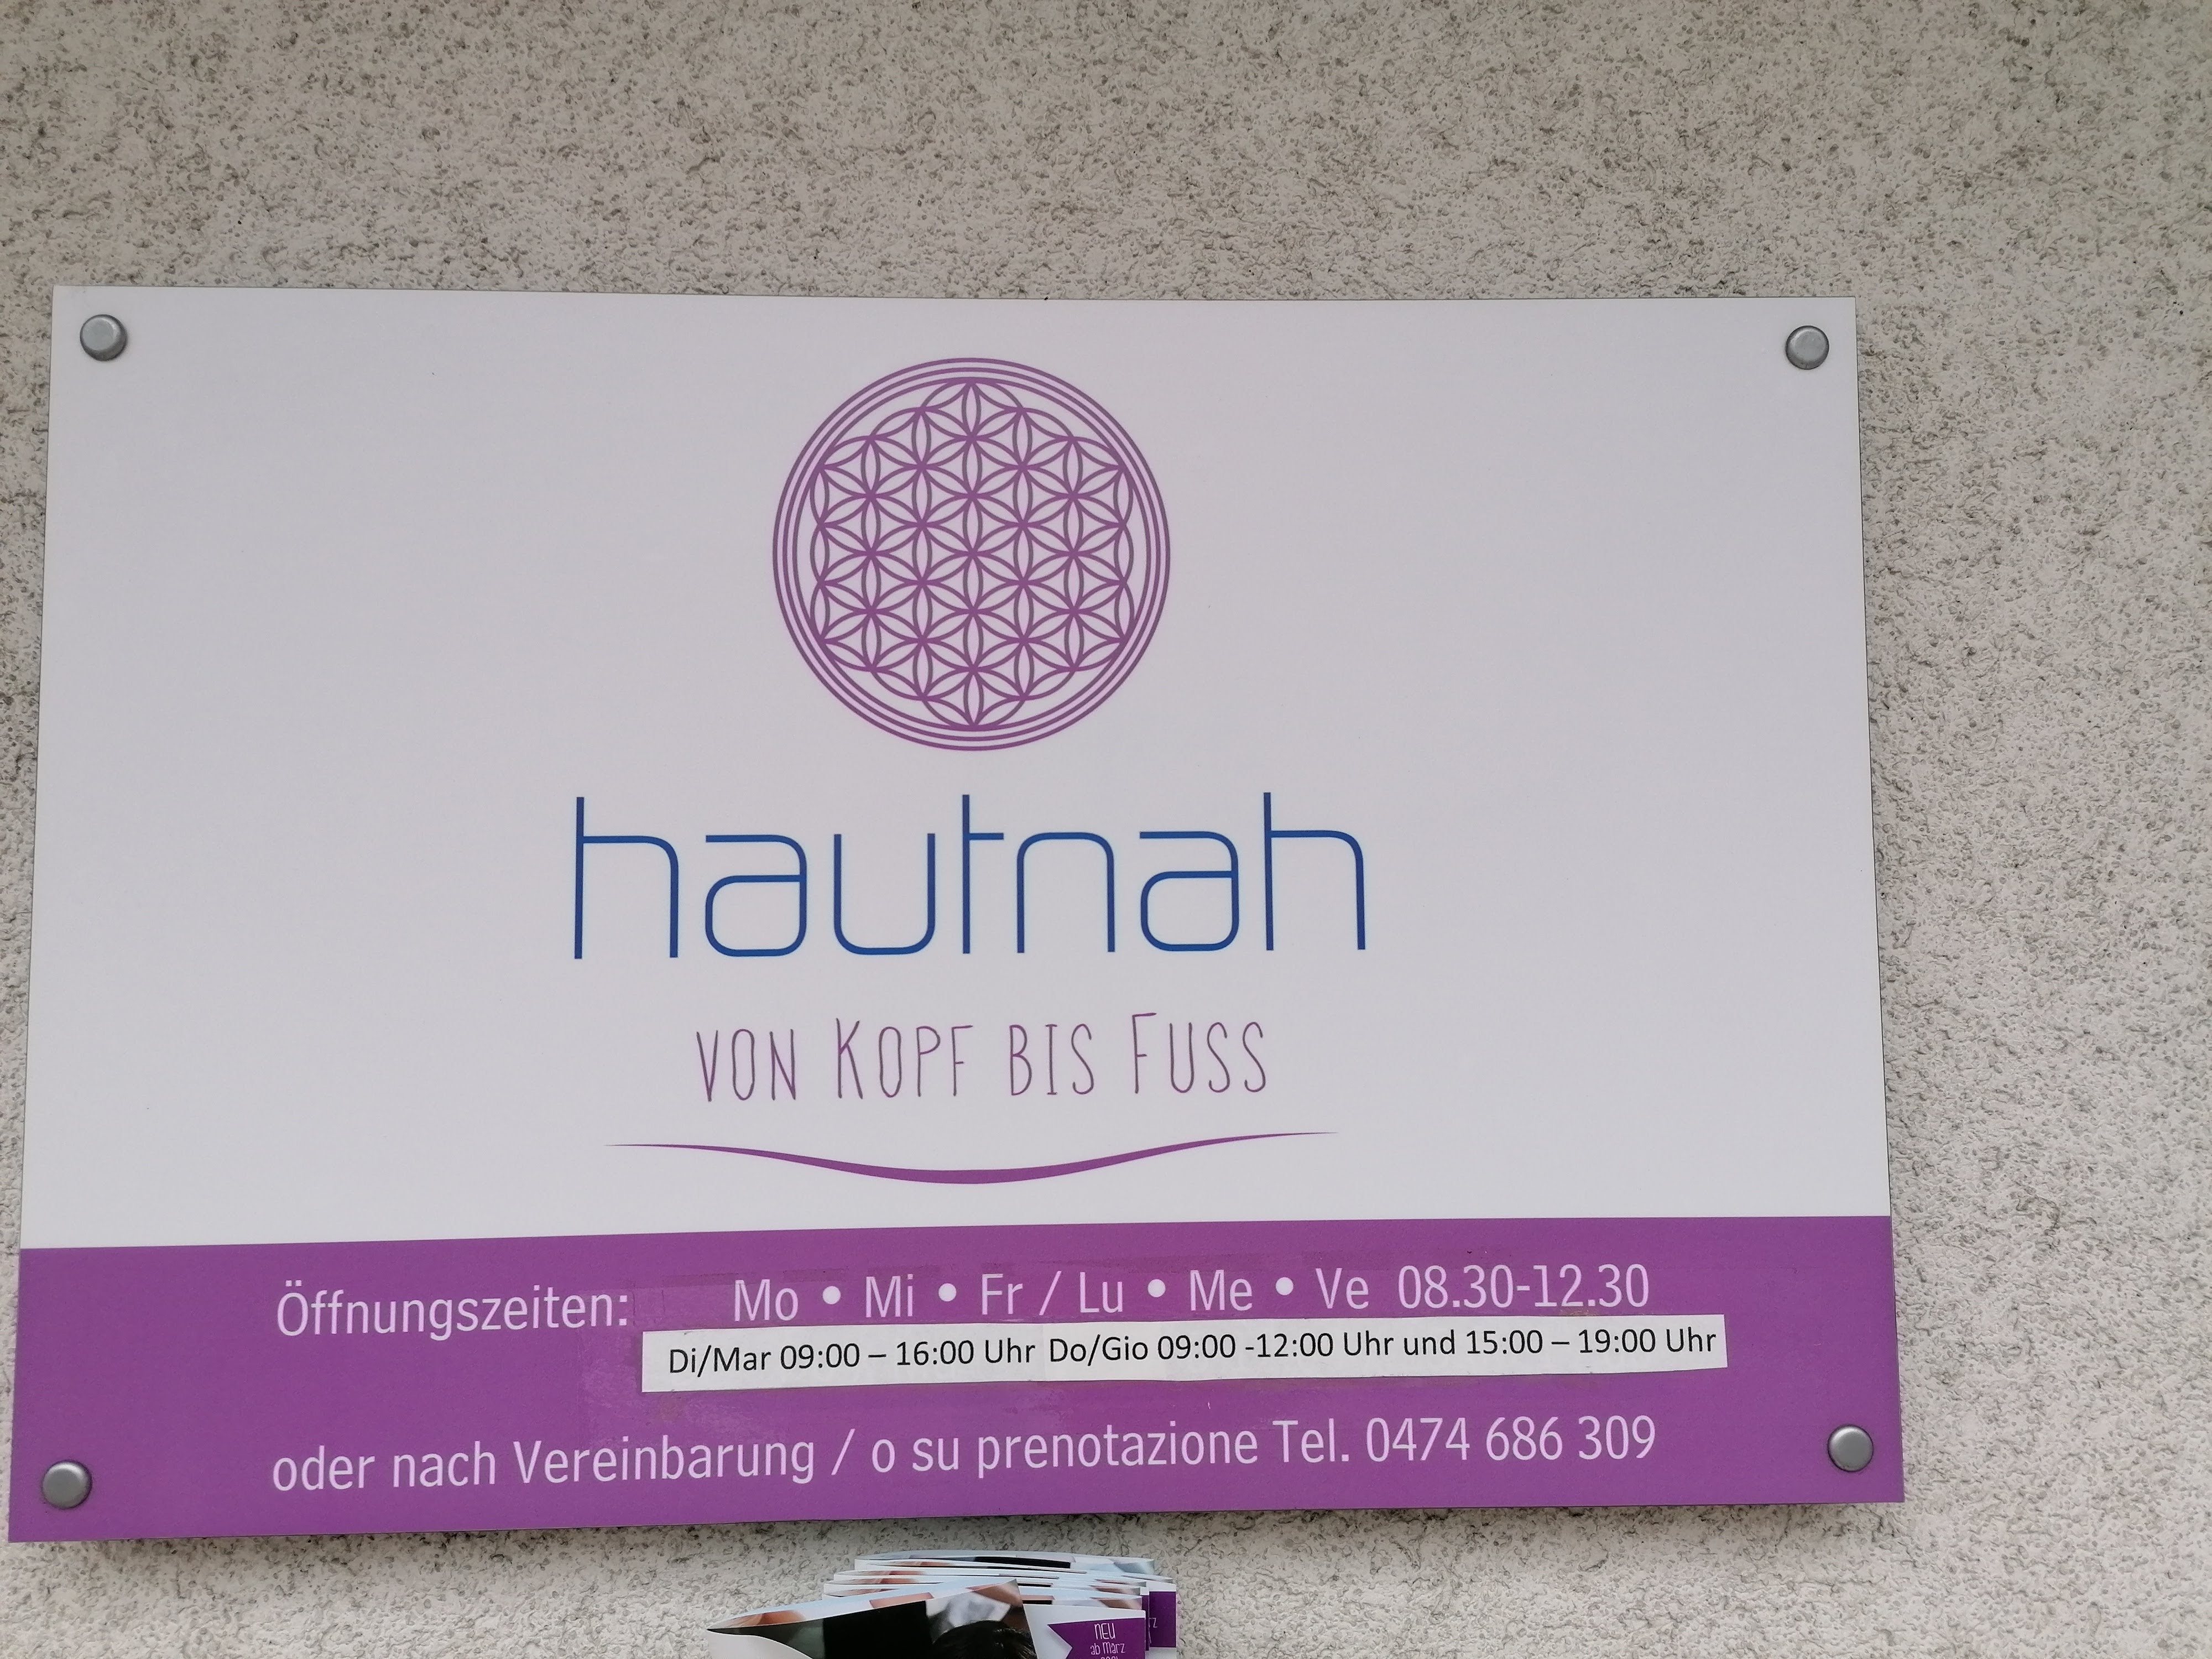 hautnah
VON KOPF BIS FUSS
Öffnungszeiten: Mo • Mi • Fr / Lu • Me • Ve 08.30-12.30
Di/Mar 09:00 – 16:00 Uhr Do/Gio 09:00 -12:00 Uhr und 15:00 – 19:00 Uhr
oder nach Vereinbarung / o su prenotazione Tel. 0474 686 309
NEU
ab März